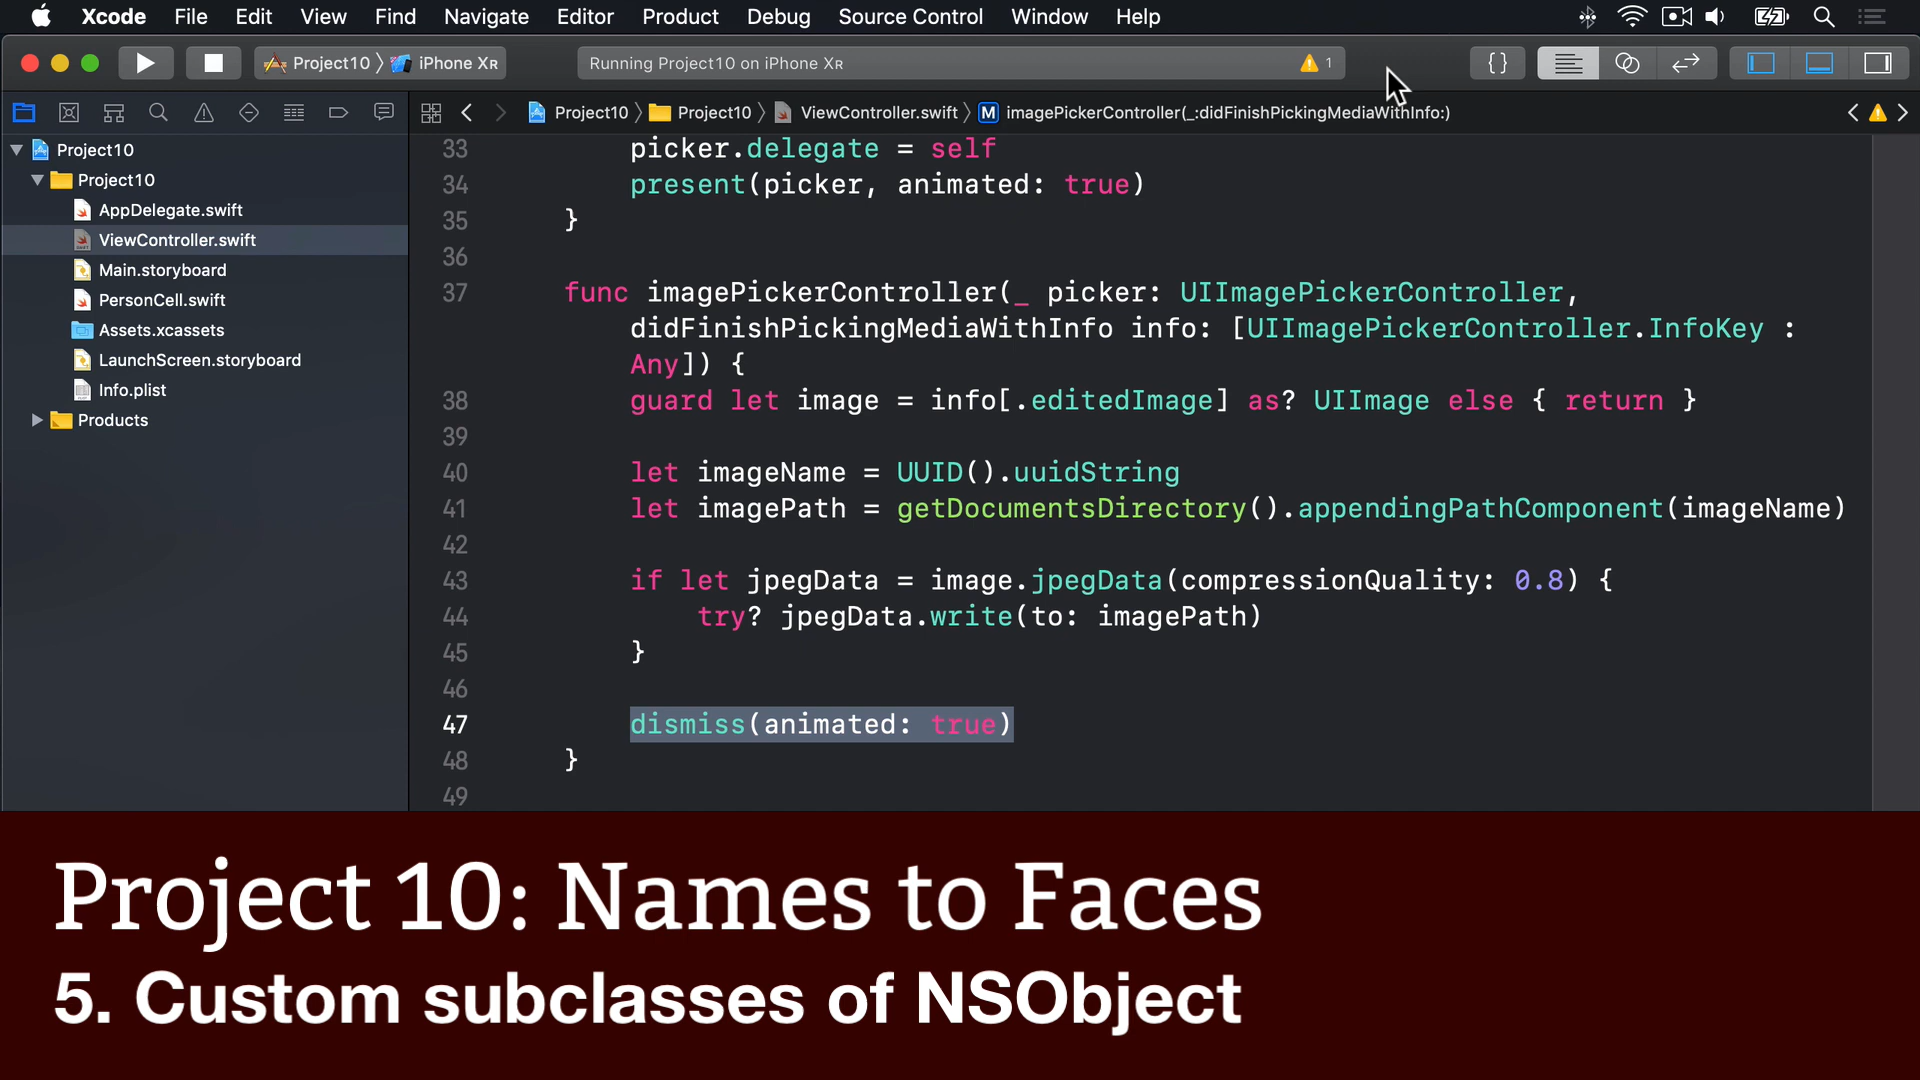 Xcode File Edit View Find Navigate Editor Product Debug Source Control Window Help
Project10 〉 iPhone XR
Running Project10 on iPhone XR
1
{}
Project10 〉 Project10 〉 ViewController.swift 〉 M imagePickerController(_:didFinishPickingMediaWithInfo:)
Project10
Project10
AppDelegate.swift
ViewController.swift
Main.storyboard
PersonCell.swift
Assets.xcassets
LaunchScreen.storyboard
Info.plist
Products
33 picker.delegate = self
34 present(picker, animated: true)
35 }
36
37 func imagePickerController(_ picker: UIImagePickerController,
didFinishPickingMediaWithInfo info: [UIImagePickerController.InfoKey :
Any]) {
38 guard let image = info[.editedImage] as? UIImage else { return }
39
40 let imageName = UUID().uuidString
41 let imagePath = getDocumentsDirectory().appendingPathComponent(imageName)
42
43 if let jpegData = image.jpegData(compressionQuality: 0.8) {
44 try? jpegData.write(to: imagePath)
45 }
46
47 dismiss(animated: true)
48 }
49
Project 10: Names to Faces
5. Custom subclasses of NSObject